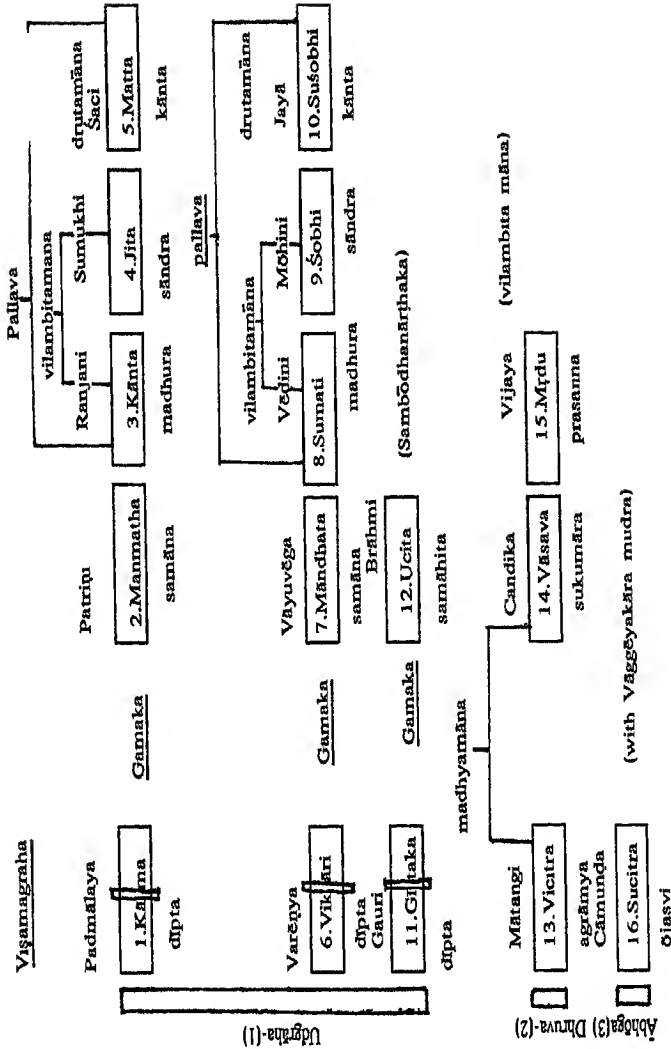 Viṣamagraha
Pallava
vilambitamana
drutamāna
Padmālaya Patriṇi Ranjani Sumukhi Śaci
1.Kāma Gamaka 2.Manmatha 3.Kānta 4.Jita 5.Matta
dīpta samāna madhura sāndra kānta
Udgrāha-(1)
pallava
vilambitamāna drutamāna
Varēṇya Vāyuvēga Vēdini Mōhini Jayā
6.Vikāri Gamaka 7.Māndhata 8.Sumati 9.Śobhi 10.Suśobhi
dīpta samāna madhura sāndra kānta
Gauri Brāhmi
11.Gītaka Gamaka 12.Ucita (Sambōdhanārthaka)
dīpta samāhita
madhyamāna
Mātangi Candika Vijaya (vilambita māna)
Dhruva-(2) 13.Vicitra 14.Vāsava 15.Mṛdu
agrāmya sukumāra prasanna
Cāmunda
Ābhōga(3) 16.Sucitra (with Vāggēyakāra mudra)
ōjasvi